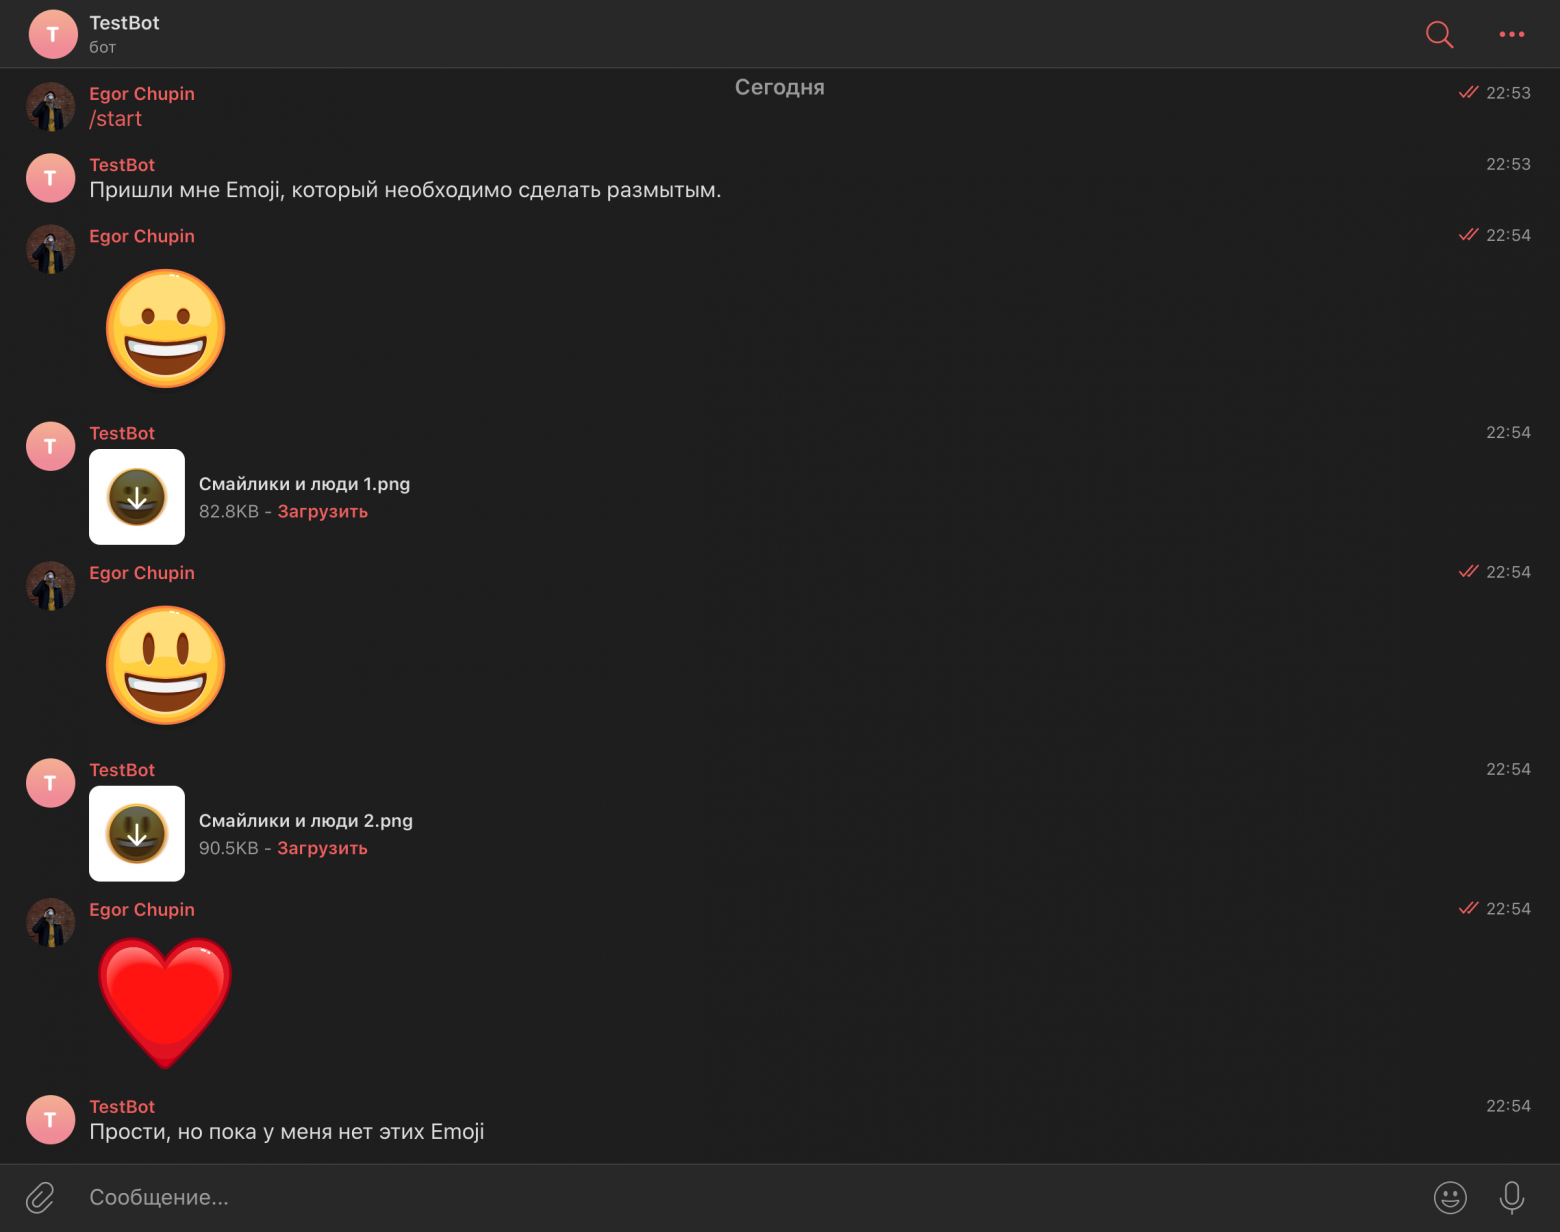 T
TestBot
бот
Сегодня
Egor Chupin
22:53
/start
T
TestBot
22:53
Пришли мне Emoji, который необходимо сделать размытым.
Egor Chupin
22:54
T
TestBot
22:54
Смайлики и люди 1.png
82.8KB - Загрузить
Egor Chupin
22:54
T
TestBot
22:54
Смайлики и люди 2.png
90.5KB - Загрузить
Egor Chupin
22:54
T
TestBot
22:54
Прости, но пока у меня нет этих Emoji
Сообщение...